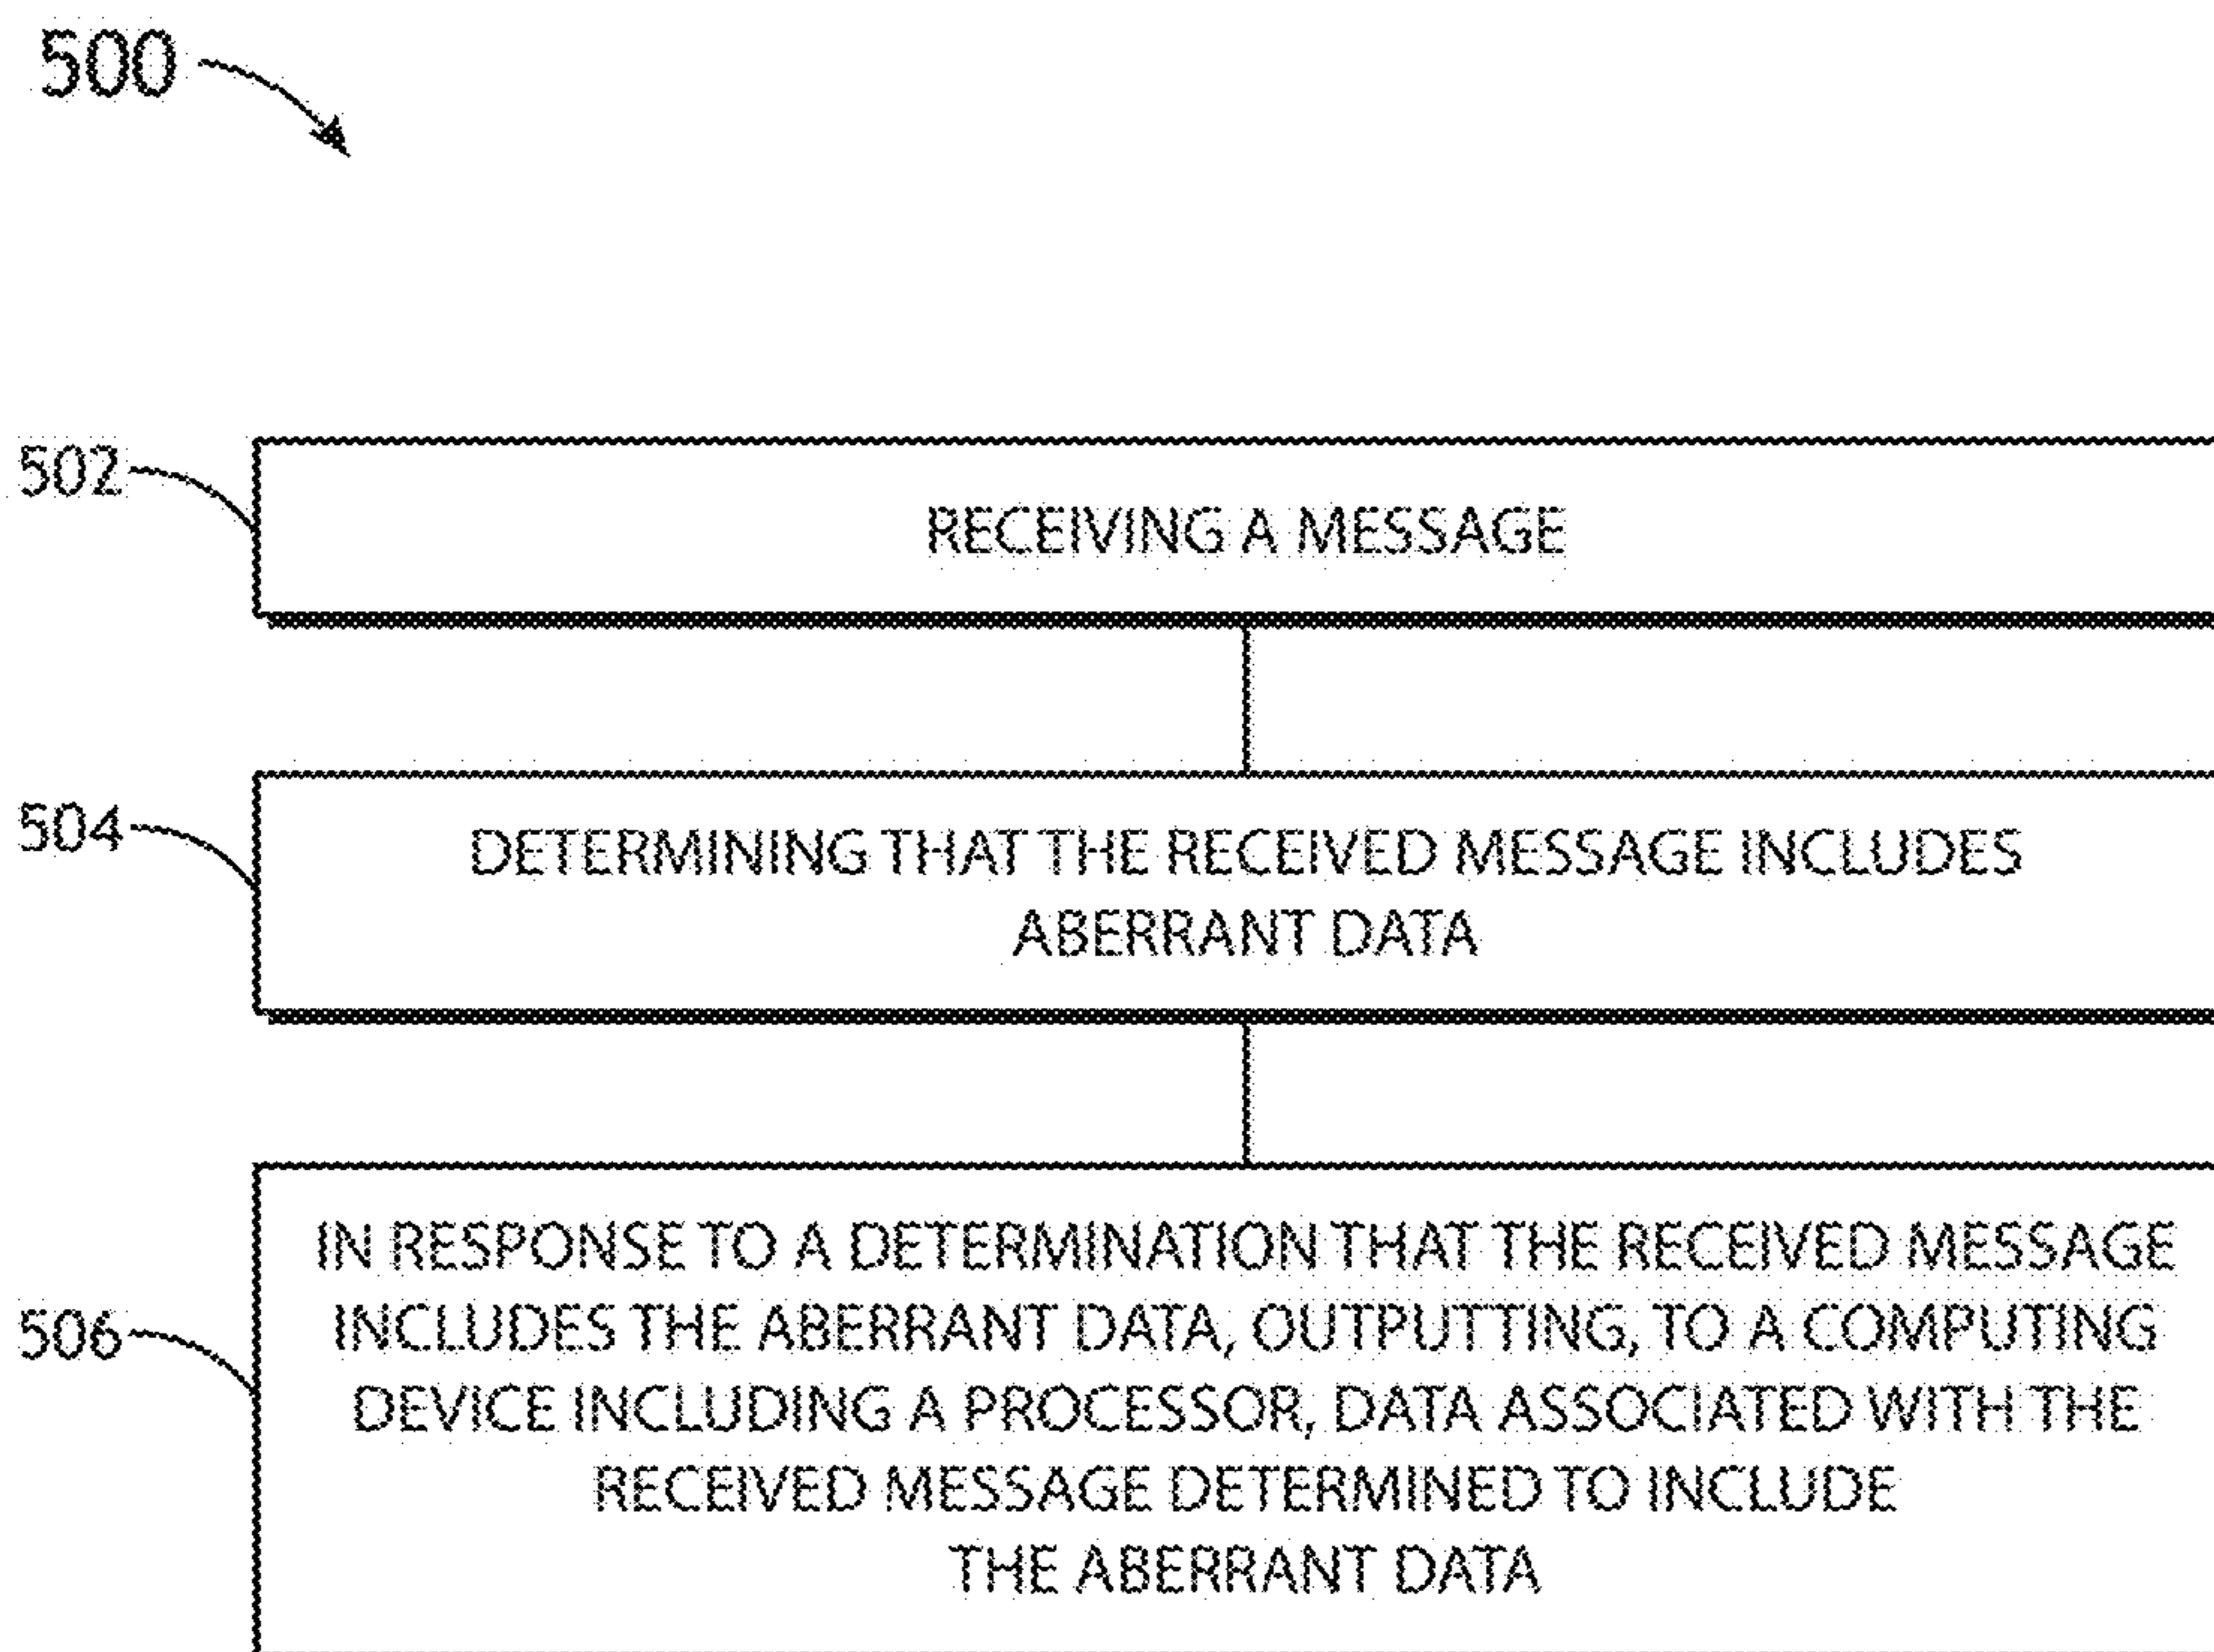 500
502
RECEIVING A MESSAGE
504
DETERMINING THAT THE RECEIVED MESSAGE INCLUDES
ABERRANT DATA
506
IN RESPONSE TO A DETERMINATION THAT THE RECEIVED MESSAGE
INCLUDES THE ABERRANT DATA, OUTPUTTING, TO A COMPUTING
DEVICE INCLUDING A PROCESSOR, DATA ASSOCIATED WITH THE
RECEIVED MESSAGE DETERMINED TO INCLUDE
THE ABERRANT DATA